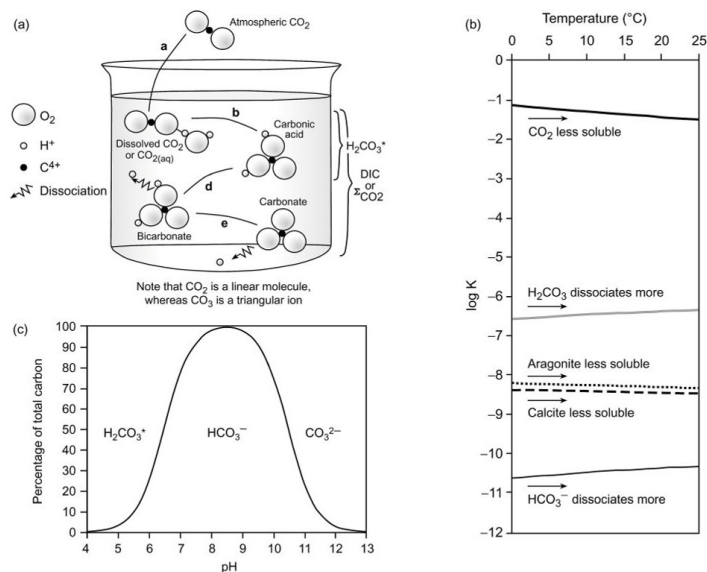 (a)
Atmospheric CO2
a
O2
H+
C4+
Dissociation
b
Dissolved CO2
or CO2(aq)
Carbonic
acid
H2CO3*
DIC
or
ΣCO2
d
Carbonate
e
Bicarbonate
Note that CO2 is a linear molecule,
whereas CO3 is a triangular ion
(b)
Temperature (°C)
0 5 10 15 20 25
0
−1
−2
−3
−4
−5
−6
−7
−8
−9
−10
−11
−12
log K
CO2 less soluble
H2CO3 dissociates more
Aragonite less soluble
Calcite less soluble
HCO3− dissociates more
(c)
Percentage of total carbon
100
90
80
70
60
50
40
30
20
10
0
H2CO3* HCO3− CO32−
4 5 6 7 8 9 10 11 12 13
pH